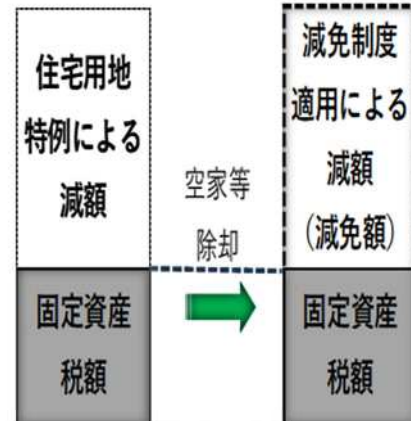 住宅用地
特例による
減額
固定資産
税額
空家等
除却
減免制度
適用による
減額
(減免額)
固定資産
税額